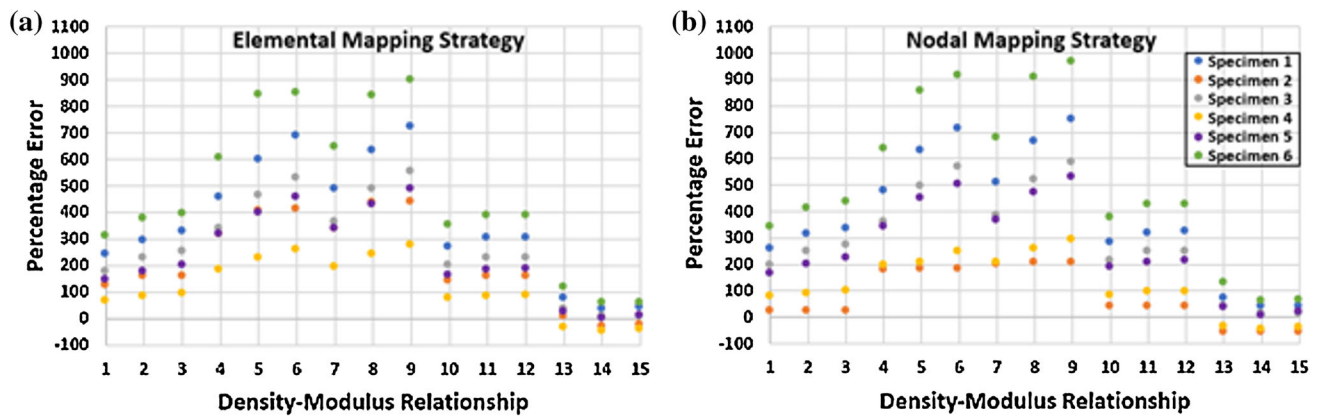 (a)
Elemental Mapping Strategy
Percentage Error
1100
1000
900
800
700
600
500
400
300
200
100
0
-100
1 2 3 4 5 6 7 8 9 10 11 12 13 14 15
Density-Modulus Relationship
(b)
Nodal Mapping Strategy
Percentage Error
1100
1000
900
800
700
600
500
400
300
200
100
0
-100
Specimen 1
Specimen 2
Specimen 3
Specimen 4
Specimen 5
Specimen 6
1 2 3 4 5 6 7 8 9 10 11 12 13 14 15
Density-Modulus Relationship